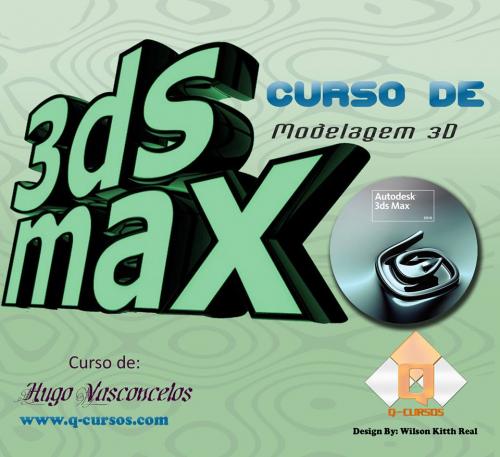 3ds
max
CURSO DE
Modelagem 3D
Autodesk
3ds Max
Curso de:
Hugo Vasconcelos
www.q-cursos.com
Q
Q-CURSOS
Design By: Wilson Kitth Real